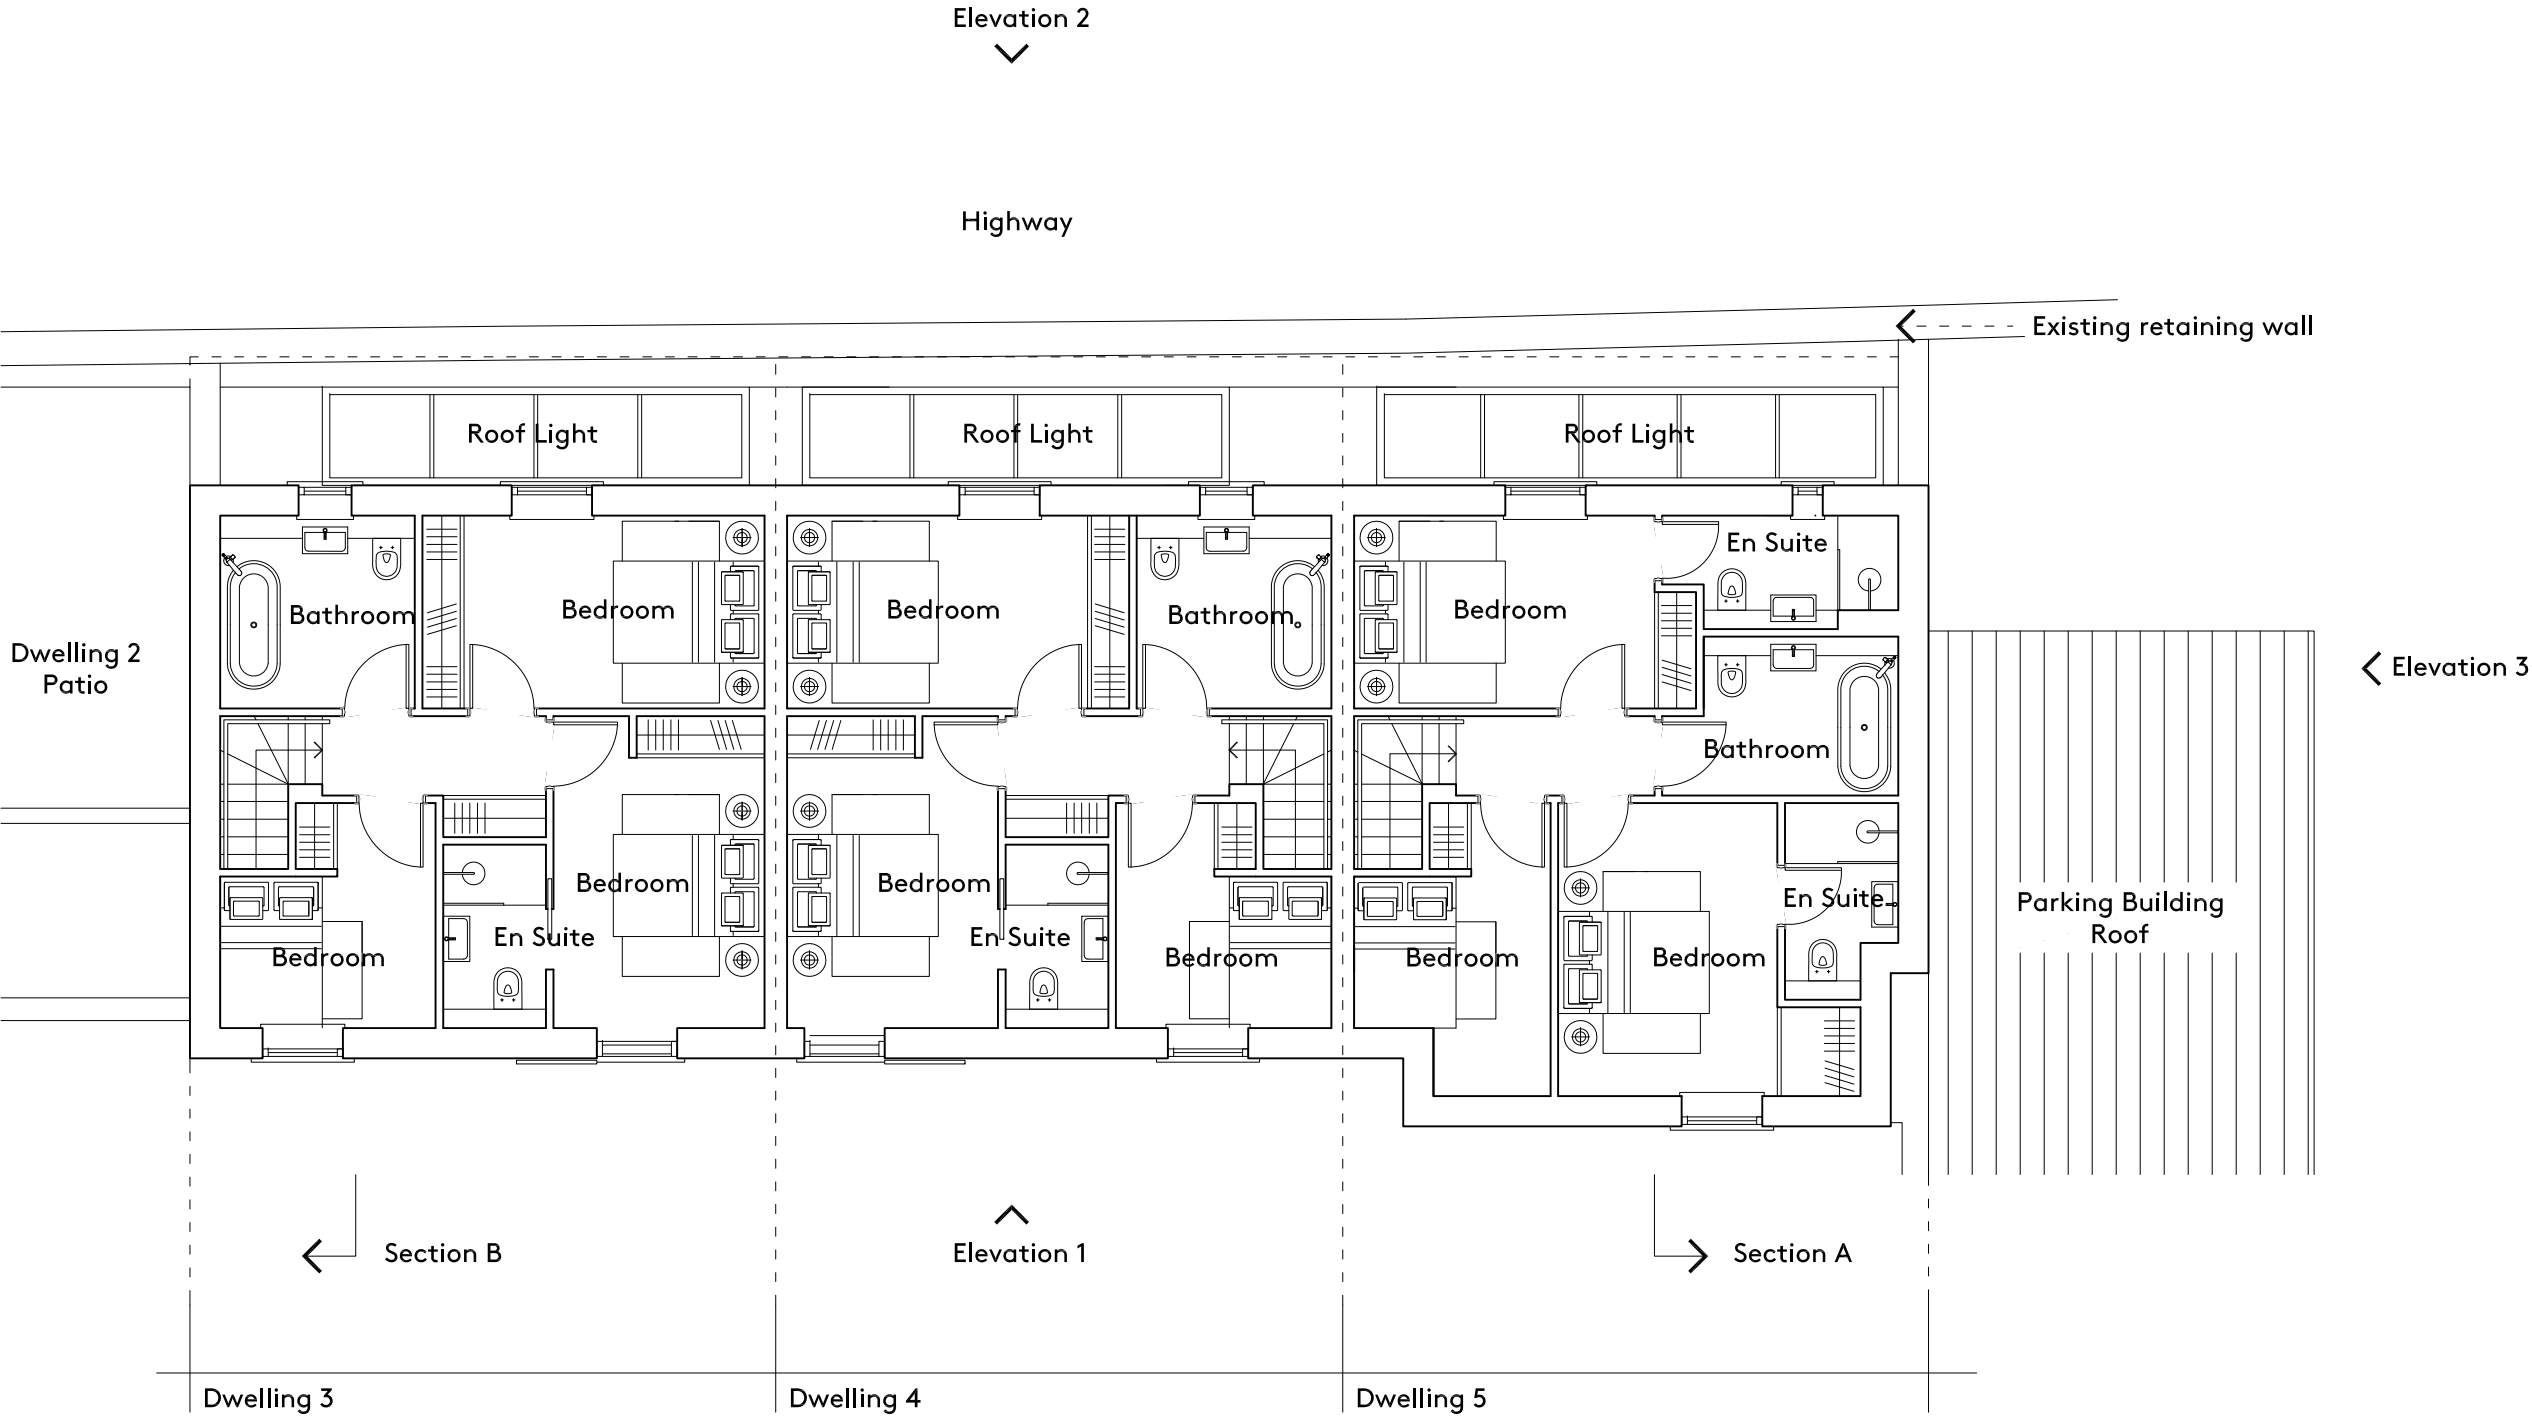 Elevation 2
Highway
Existing retaining wall
Roof Light
Roof Light
Roof Light
En Suite
Bathroom
Bedroom
Bedroom
Bathroom
Bedroom
Dwelling 2
Patio
Elevation 3
Bathroom
Bedroom
Bedroom
En Suite
Parking Building
Roof
En Suite
En Suite
Bedroom
Bedroom
Bedroom
Bedroom
Section B
Elevation 1
Section A
Dwelling 3
Dwelling 4
Dwelling 5